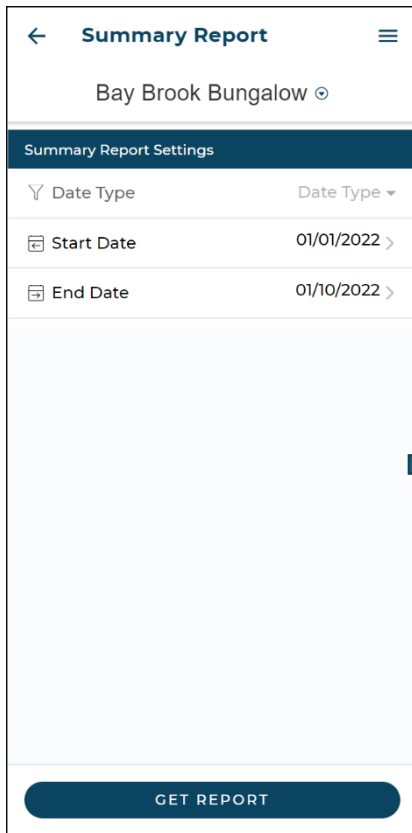 Summary Report
Bay Brook Bungalow
Summary Report Settings
Date Type Date Type
Start Date 01/01/2022
End Date 01/10/2022
GET REPORT